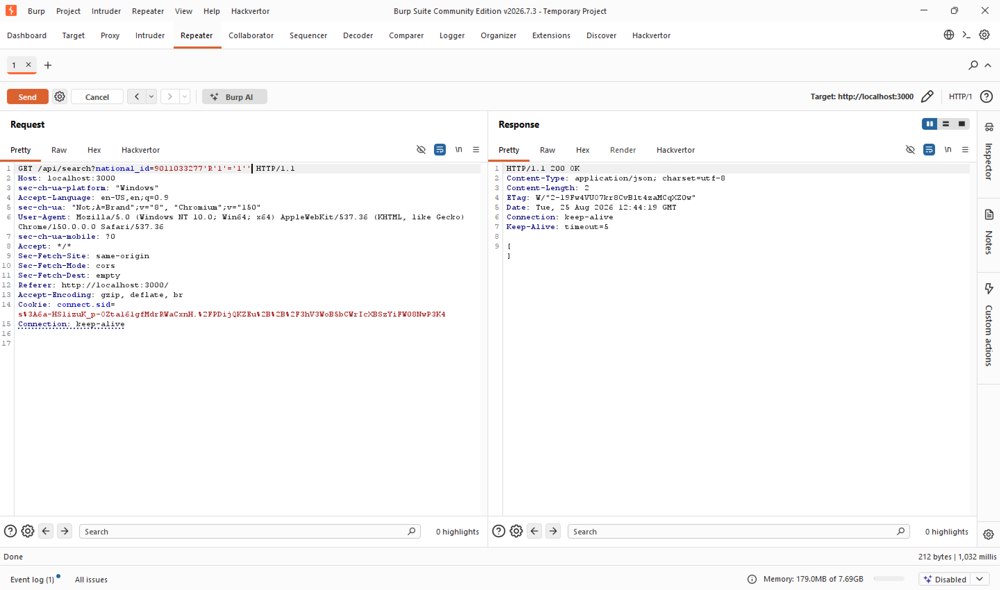 Burp Project Intruder Repeater View Help Hackvertor
Burp Suite Community Edition v2026.7.3 - Temporary Project
Dashboard Target Proxy Intruder Repeater Collaborator Sequencer Decoder Comparer Logger Organizer Extensions Discover Hackvertor
1
Send Cancel Burp AI Target: http://localhost:3000 HTTP/1
Request
Pretty Raw Hex Hackvertor \n
1 GET /api/search?national_id=9011033277'R'1'='1'' HTTP/1.1
2 Host: localhost:3000
3 sec-ch-ua-platform: "Windows"
4 Accept-Language: en-US,en;q=0.9
5 sec-ch-ua: "Not;A=Brand";v="8", "Chromium";v="150"
6 User-Agent: Mozilla/5.0 (Windows NT 10.0; Win64; x64) AppleWebKit/537.36 (KHTML, like Gecko)
Chrome/150.0.0.0 Safari/537.36
7 sec-ch-ua-mobile: ?0
8 Accept: */*
9 Sec-Fetch-Site: same-origin
10 Sec-Fetch-Mode: cors
11 Sec-Fetch-Dest: empty
12 Referer: http://localhost:3000/
13 Accept-Encoding: gzip, deflate, br
14 Cookie: connect.sid=
s%3A6a-HSlizuK_p-0Ztal6lgfMdrRWaCxnH.%2FPDijQKZEu%2B%2B%2F3hV3WoB5bCWrIcXBSzYiFW08NwP3K4
15 Connection: keep-alive
16
17
Search 0 highlights
Response
Pretty Raw Hex Render Hackvertor \n
1 HTTP/1.1 200 OK
2 Content-Type: application/json; charset=utf-8
3 Content-Length: 2
4 ETag: W/"2-l9Fw4VUO7kr8CvBlt4zaMCqXZ0w"
5 Date: Tue, 25 Aug 2026 12:44:19 GMT
6 Connection: keep-alive
7 Keep-Alive: timeout=5
8
9 [
]
Search 0 highlights
Inspector
Notes
Custom actions
Done 212 bytes | 1,032 millis
Event log (1) All issues Memory: 179.0MB of 7.69GB Disabled